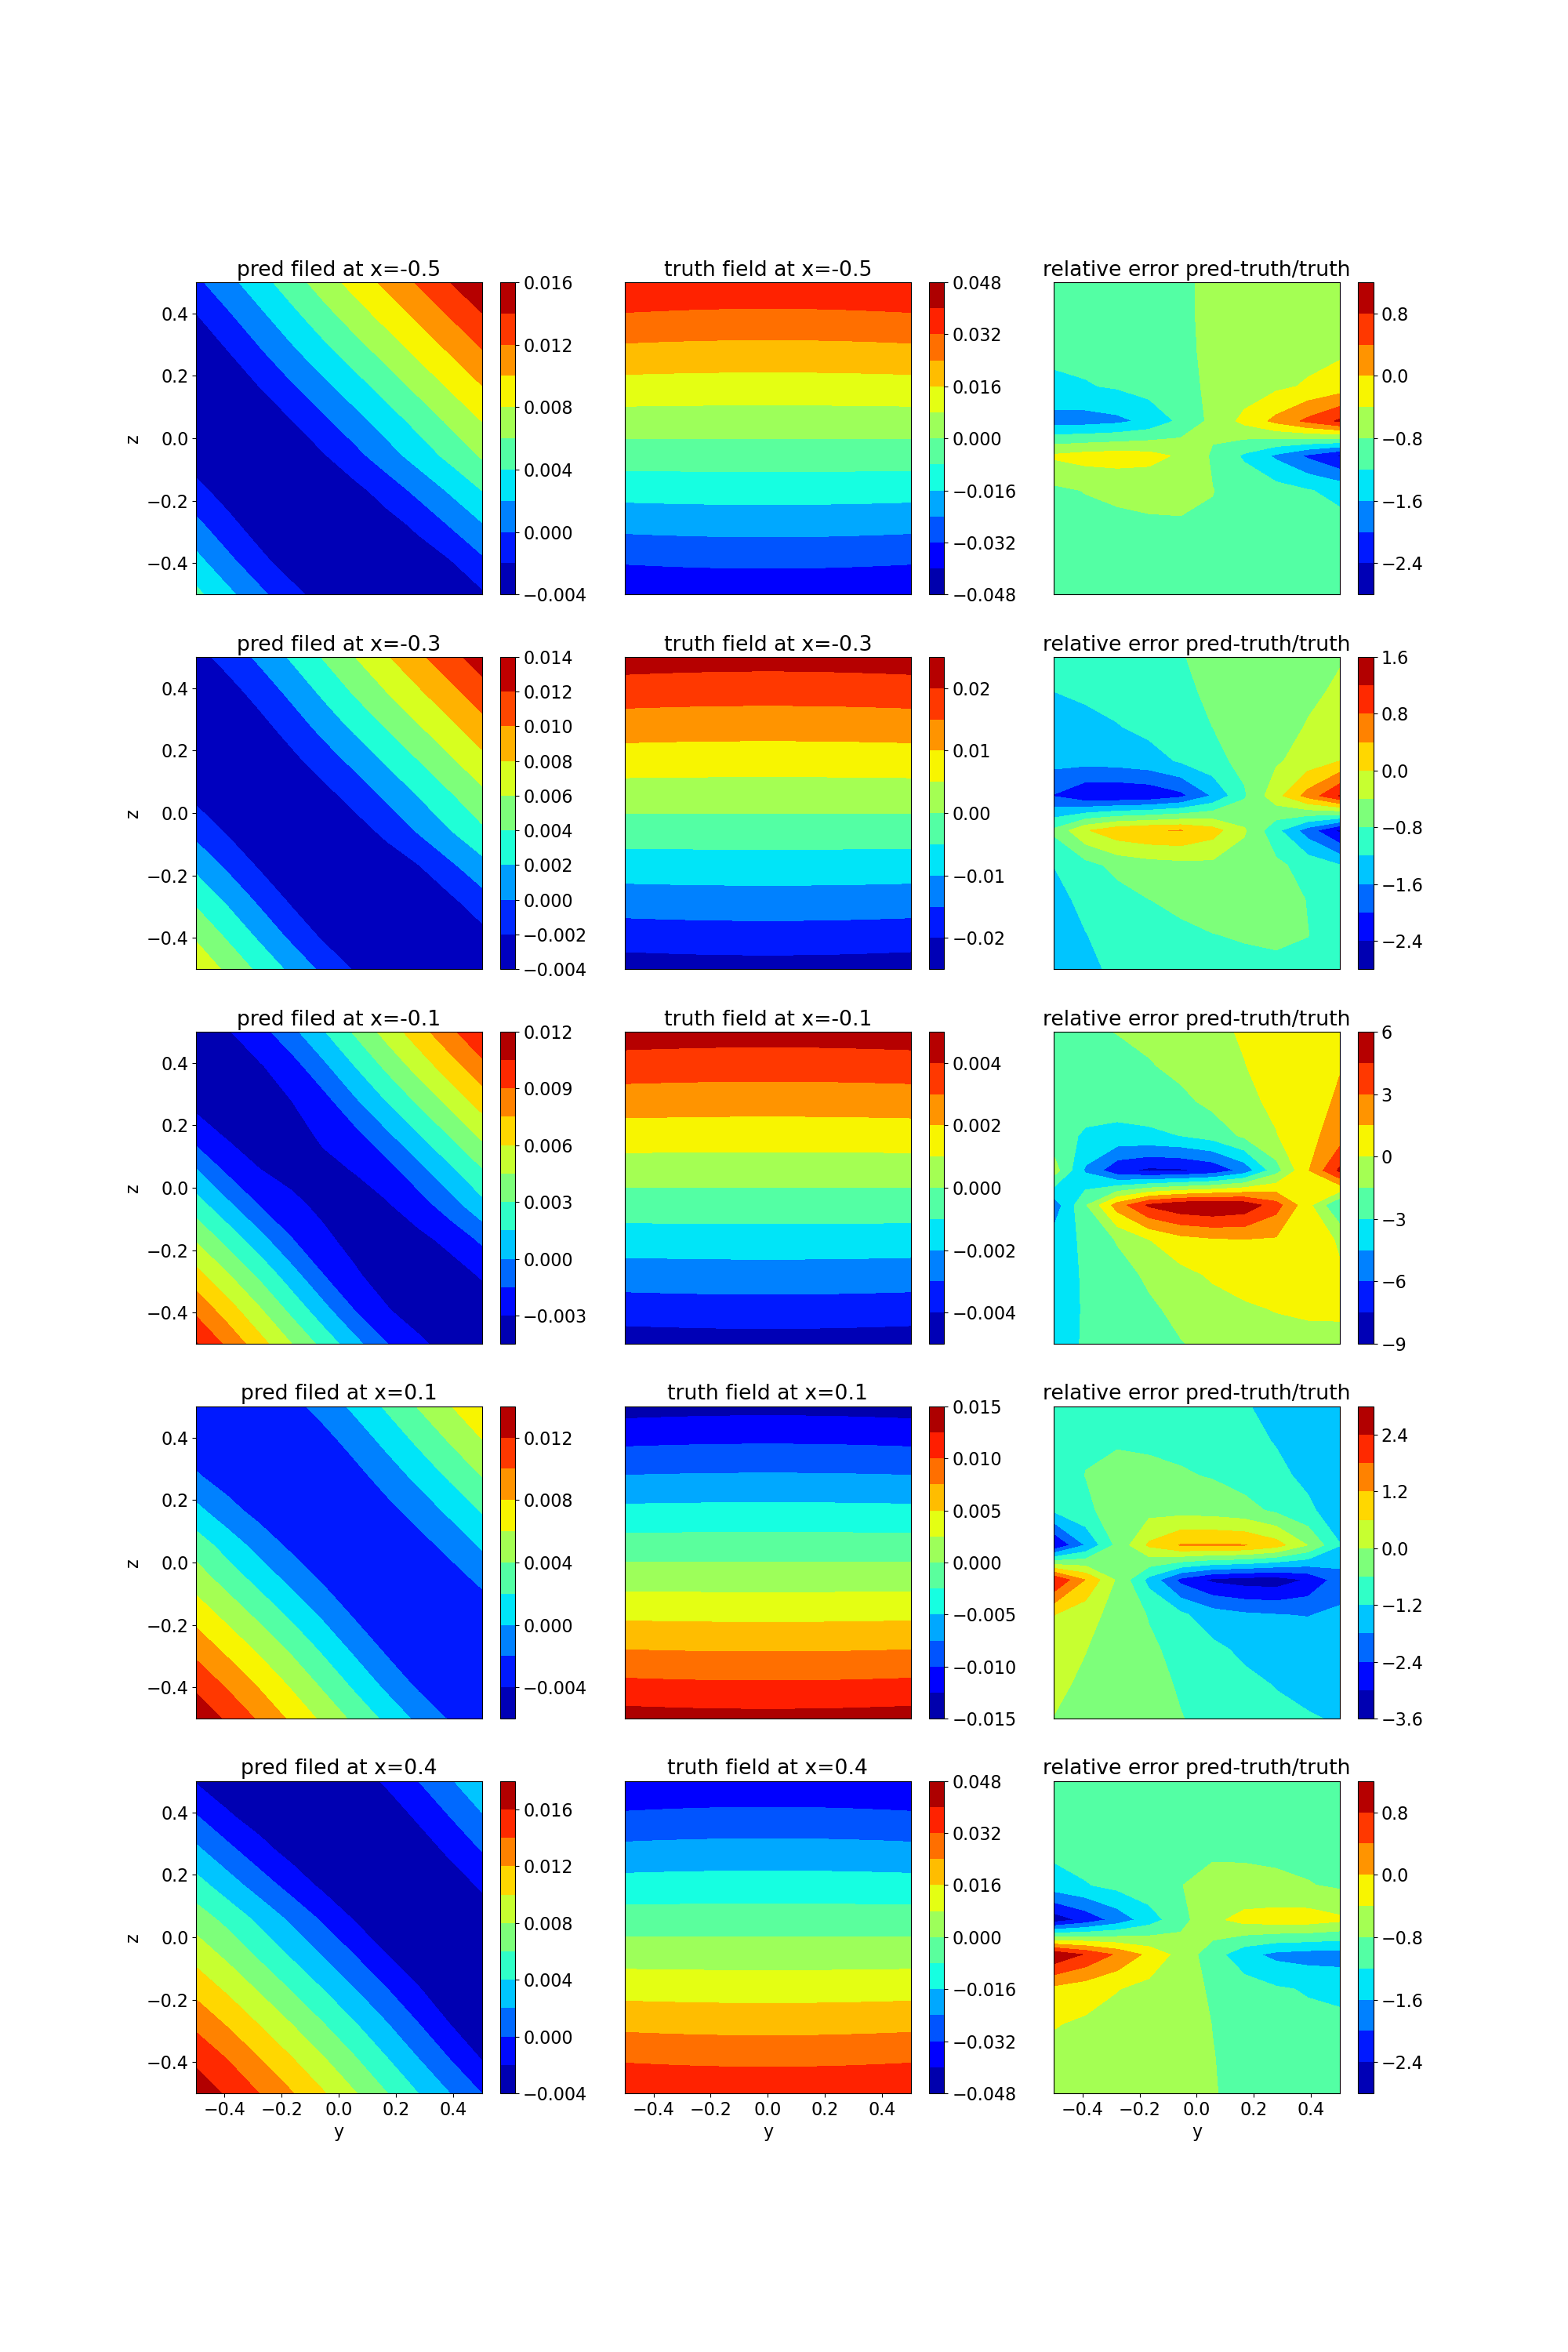 pred filed at x=-0.5 truth field at x=-0.5 relative error pred-truth/truth
0.4 0.2 0.0 −0.2 −0.4
z
0.016 0.012 0.008 0.004 0.000 −0.004
0.048 0.032 0.016 0.000 −0.016 −0.032 −0.048
0.8 0.0 −0.8 −1.6 −2.4
pred filed at x=-0.3 truth field at x=-0.3 relative error pred-truth/truth
0.4 0.2 0.0 −0.2 −0.4
z
0.014 0.012 0.010 0.008 0.006 0.004 0.002 0.000 −0.002 −0.004
0.02 0.01 0.00 −0.01 −0.02
1.6 0.8 0.0 −0.8 −1.6 −2.4
pred filed at x=-0.1 truth field at x=-0.1 relative error pred-truth/truth
0.4 0.2 0.0 −0.2 −0.4
z
0.012 0.009 0.006 0.003 0.000 −0.003
0.004 0.002 0.000 −0.002 −0.004
6 3 0 −3 −6 −9
pred filed at x=0.1 truth field at x=0.1 relative error pred-truth/truth
0.4 0.2 0.0 −0.2 −0.4
z
0.012 0.008 0.004 0.000 −0.004
0.015 0.010 0.005 0.000 −0.005 −0.010 −0.015
2.4 1.2 0.0 −1.2 −2.4 −3.6
pred filed at x=0.4 truth field at x=0.4 relative error pred-truth/truth
0.4 0.2 0.0 −0.2 −0.4
z
0.016 0.012 0.008 0.004 0.000 −0.004
0.048 0.032 0.016 0.000 −0.016 −0.032 −0.048
0.8 0.0 −0.8 −1.6 −2.4
−0.4 −0.2 0.0 0.2 0.4 −0.4 −0.2 0.0 0.2 0.4 −0.4 −0.2 0.0 0.2 0.4
y y y